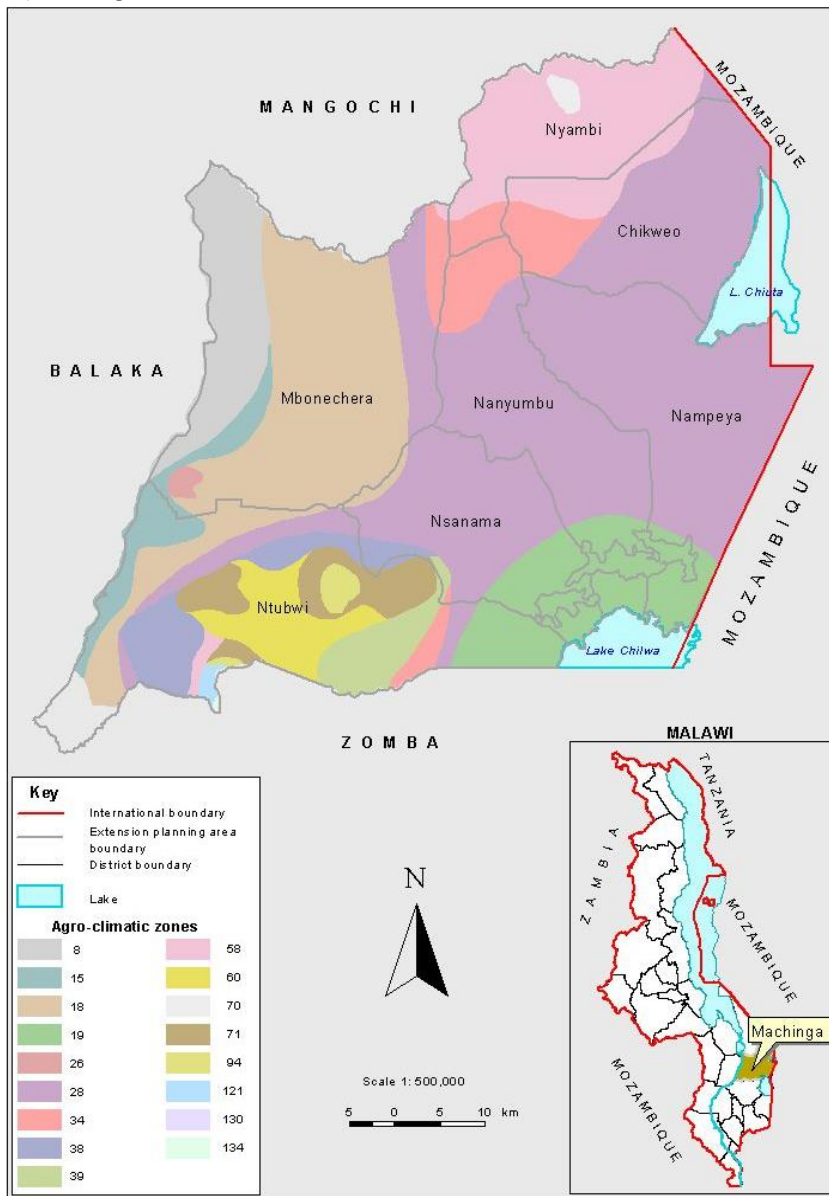 MOZAMBIQUE
MANGOCHI
Nyambi
Chikweo
L. Chiuta
BALAKA
Mbonechera
Nanyumbu
Nampeya
Nsanama
MOZAMBIQUE
Ntubwi
Lake Chilwa
ZOMBA
MALAWI
Key
International boundary
Extension planning area
boundary
District boundary
Lake
Agro-climatic zones
8
15
18
19
26
28
34
38
39
58
60
70
71
94
121
130
134
N
Scale 1: 500,000
5 0 5 10 km
TANZANIA
ZAMBIA
MOZAMBIQUE
Machinga
MOZAMBIQUE